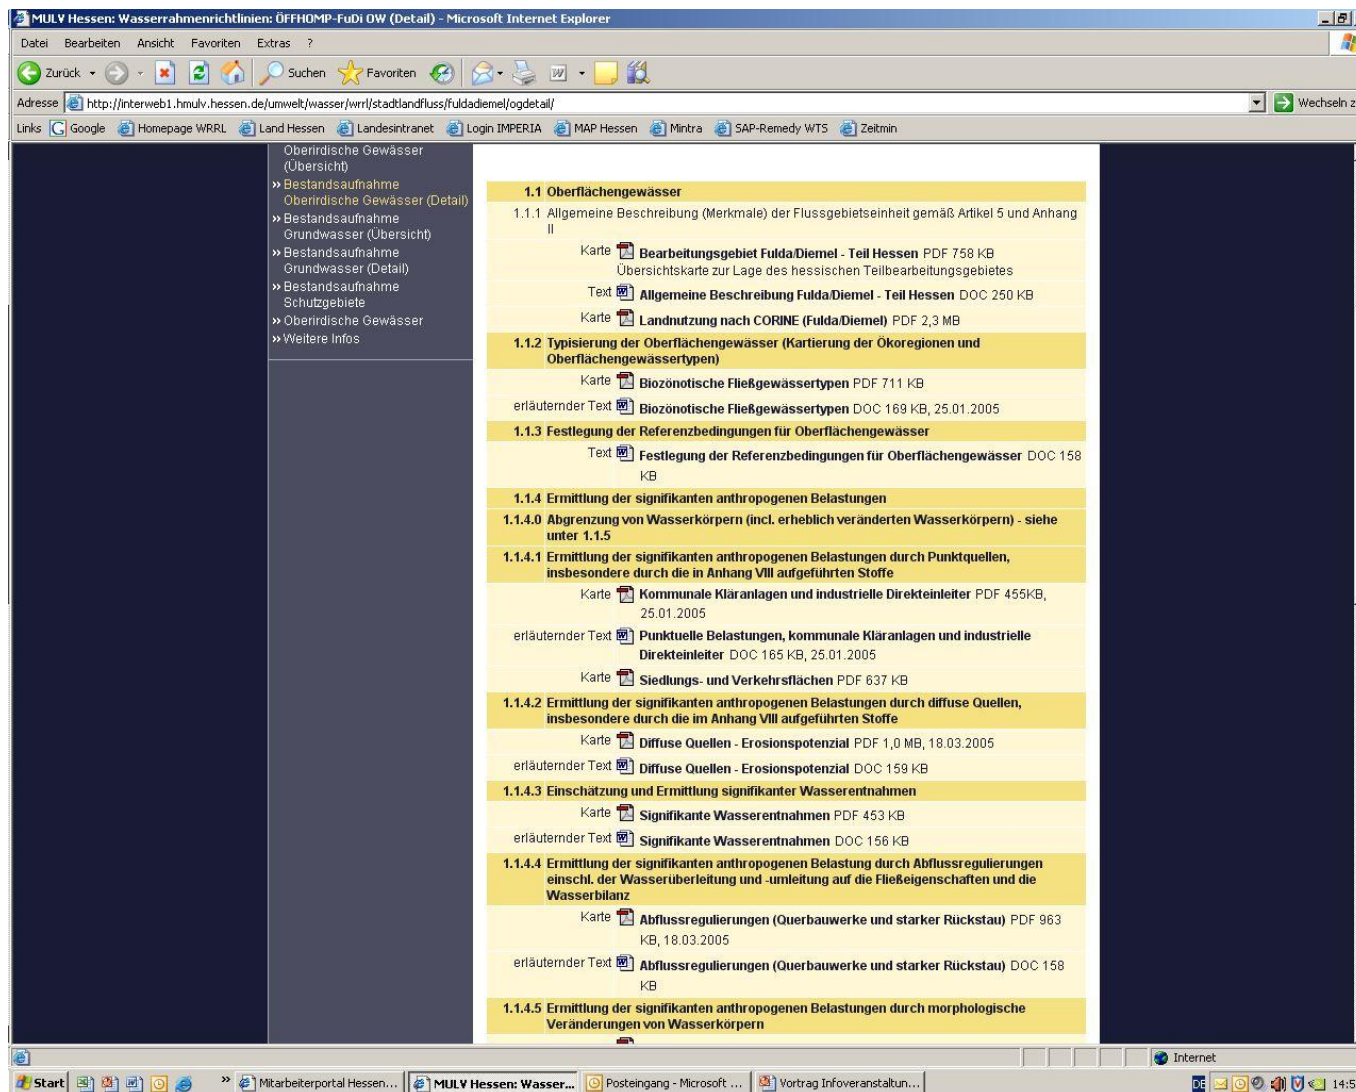 MULV Hessen: Wasserrahmenrichtlinien: ÖFFHOMP-FuDi OW (Detail) - Microsoft Internet Explorer
Datei Bearbeiten Ansicht Favoriten Extras ?
Zurück Suchen Favoriten
Adresse http://interweb1.hmulv.hessen.de/umwelt/wasser/wrrl/stadtlandfluss/fuldadiemel/ogdetail/ Wechseln z
Links Google Homepage WRRL Land Hessen Landesintranet Login IMPERIA MAP Hessen Mintra SAP-Remedy WTS Zeitmin
Oberirdische Gewässer
(Übersicht)
» Bestandsaufnahme
Oberirdische Gewässer (Detail)
» Bestandsaufnahme
Grundwasser (Übersicht)
» Bestandsaufnahme
Grundwasser (Detail)
» Bestandsaufnahme
Schutzgebiete
» Oberirdische Gewässer
» Weitere Infos
1.1 Oberflächengewässer
1.1.1 Allgemeine Beschreibung (Merkmale) der Flussgebietseinheit gemäß Artikel 5 und Anhang
II
Karte Bearbeitungsgebiet Fulda/Diemel - Teil Hessen PDF 758 KB
Übersichtskarte zur Lage des hessischen Teilbearbeitungsgebietes
Text Allgemeine Beschreibung Fulda/Diemel - Teil Hessen DOC 250 KB
Karte Landnutzung nach CORINE (Fulda/Diemel) PDF 2,3 MB
1.1.2 Typisierung der Oberflächengewässer (Kartierung der Ökoregionen und
Oberflächengewässertypen)
Karte Biozönotische Fließgewässertypen PDF 711 KB
erläuternder Text Biozönotische Fließgewässertypen DOC 169 KB, 25.01.2005
1.1.3 Festlegung der Referenzbedingungen für Oberflächengewässer
Text Festlegung der Referenzbedingungen für Oberflächengewässer DOC 158
KB
1.1.4 Ermittlung der signifikanten anthropogenen Belastungen
1.1.4.0 Abgrenzung von Wasserkörpern (incl. erheblich veränderten Wasserkörpern) - siehe
unter 1.1.5
1.1.4.1 Ermittlung der signifikanten anthropogenen Belastungen durch Punktquellen,
insbesondere durch die in Anhang VIII aufgeführten Stoffe
Karte Kommunale Kläranlagen und industrielle Direkteinleiter PDF 455KB,
25.01.2005
erläuternder Text Punktuelle Belastungen, kommunale Kläranlagen und industrielle
Direkteinleiter DOC 165 KB, 25.01.2005
Karte Siedlungs- und Verkehrsflächen PDF 637 KB
1.1.4.2 Ermittlung der signifikanten anthropogenen Belastungen durch diffuse Quellen,
insbesondere durch die im Anhang VIII aufgeführten Stoffe
Karte Diffuse Quellen - Erosionspotenzial PDF 1,0 MB, 18.03.2005
erläuternder Text Diffuse Quellen - Erosionspotenzial DOC 159 KB
1.1.4.3 Einschätzung und Ermittlung signifikanter Wasserentnahmen
Karte Signifikante Wasserentnahmen PDF 453 KB
erläuternder Text Signifikante Wasserentnahmen DOC 156 KB
1.1.4.4 Ermittlung der signifikanten anthropogenen Belastung durch Abflussregulierungen
einschl. der Wasserüberleitung und -umleitung auf die Fließeigenschaften und die
Wasserbilanz
Karte Abflussregulierungen (Querbauwerke und starker Rückstau) PDF 963
KB, 18.03.2005
erläuternder Text Abflussregulierungen (Querbauwerke und starker Rückstau) DOC 158
KB
1.1.4.5 Ermittlung der signifikanten anthropogenen Belastungen durch morphologische
Veränderungen von Wasserkörpern
Internet
Start » Mitarbeiterportal Hessen... MULV Hessen: Wasser... Posteingang - Microsoft ... Vortrag Infoveranstaltun... DE 14:5